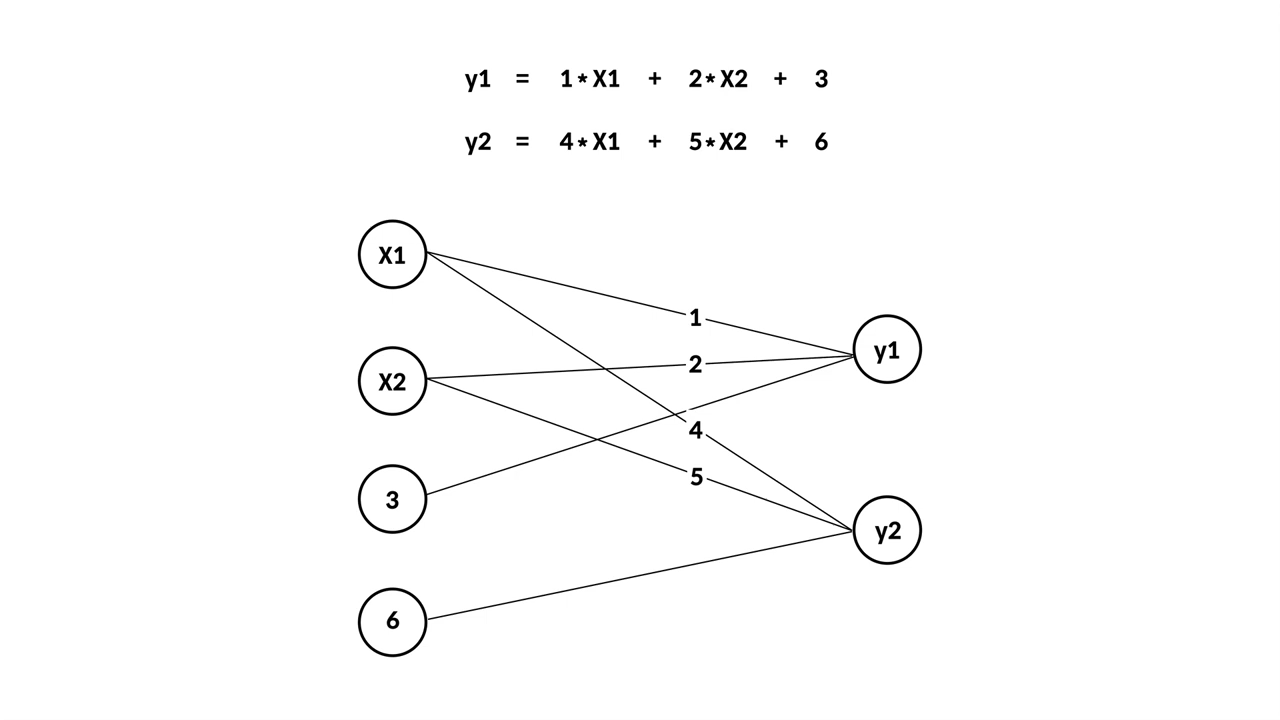 y1 = 1*X1 + 2*X2 + 3
y2 = 4*X1 + 5*X2 + 6
X1
1
y1
2
X2
4
5
3
y2
6